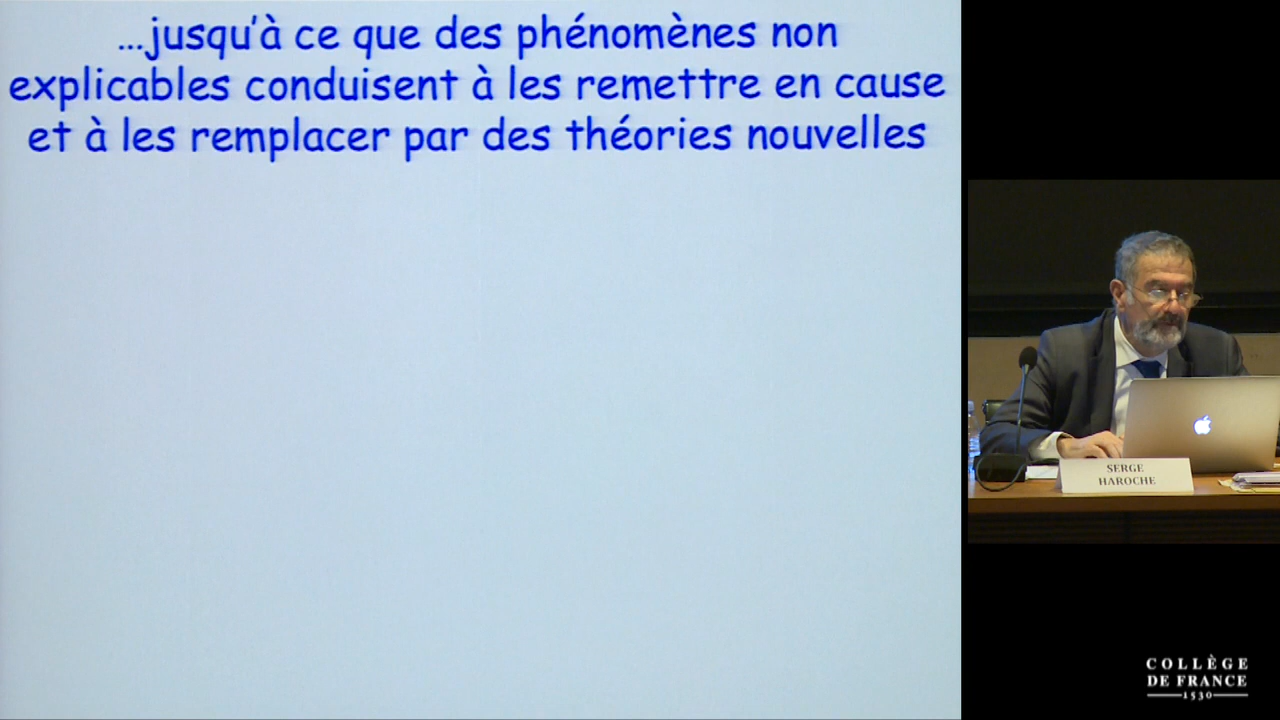 ...jusqu'à ce que des phénomènes non
explicables conduisent à les remettre en cause
et à les remplacer par des théories nouvelles
SERGE
HAROCHE
COLLÈGE
DE FRANCE
1530